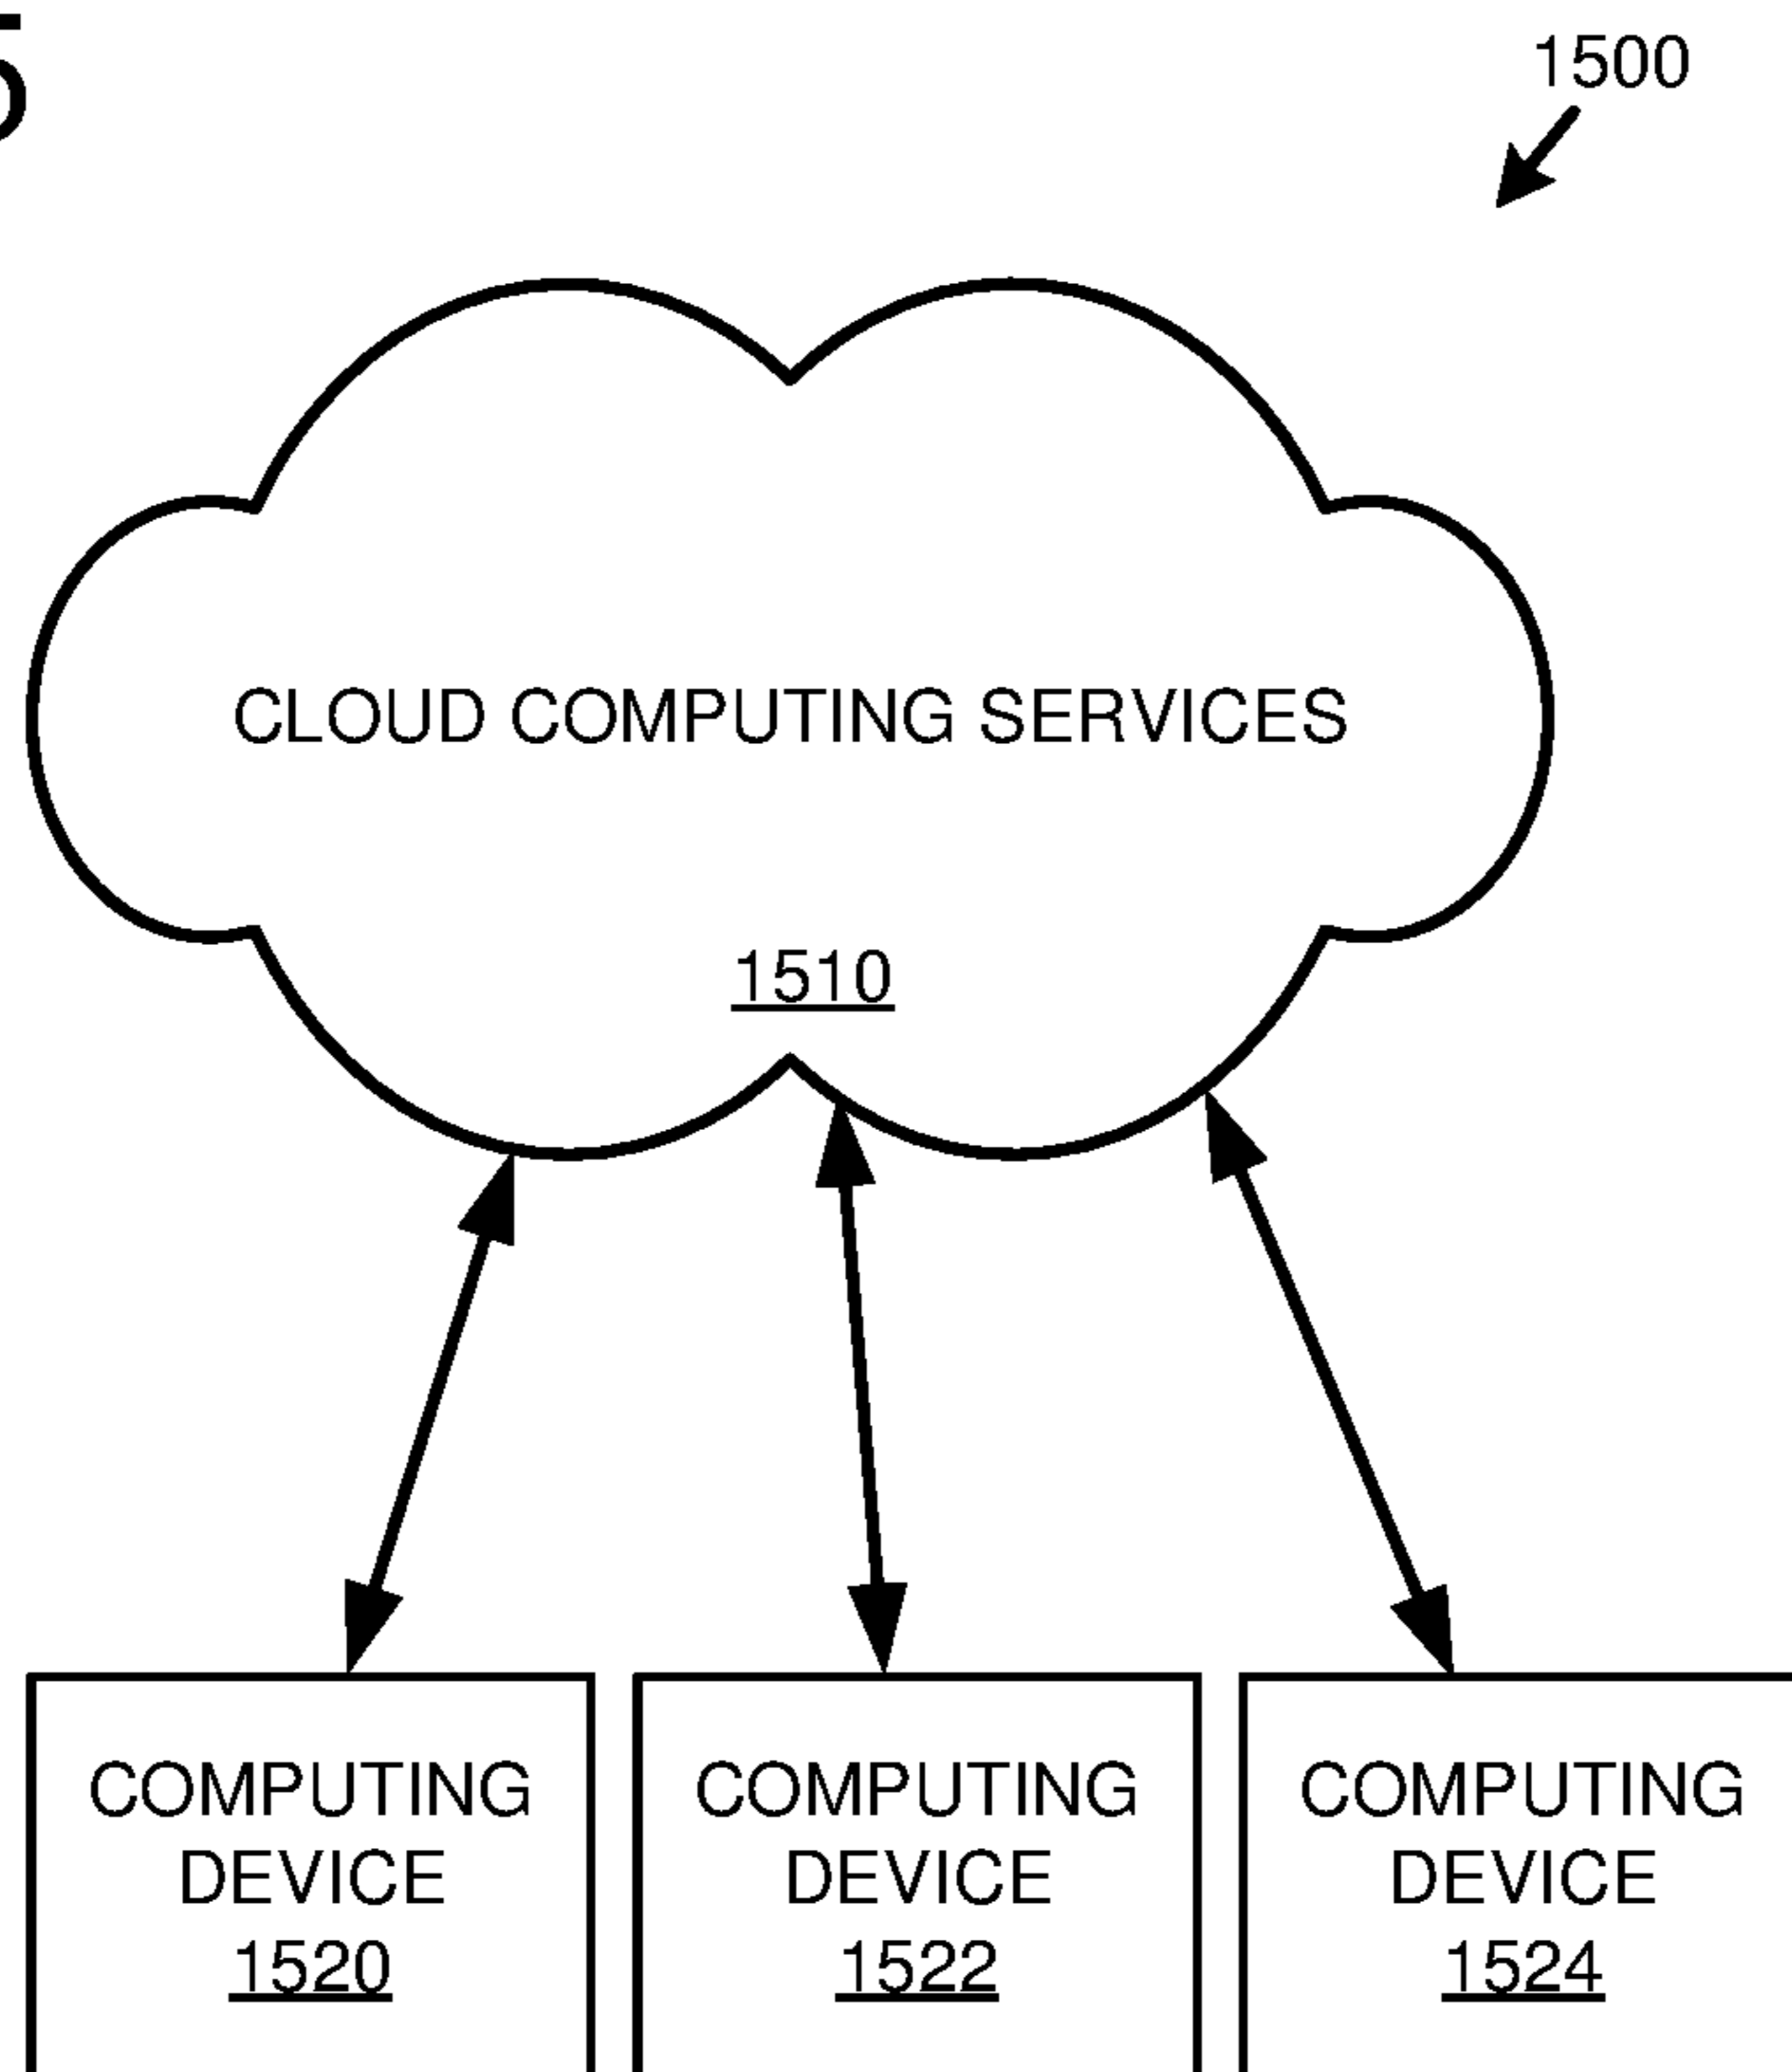 5
1500
CLOUD COMPUTING SERVICES
1510
COMPUTING
DEVICE
1520
COMPUTING
DEVICE
1522
COMPUTING
DEVICE
1524